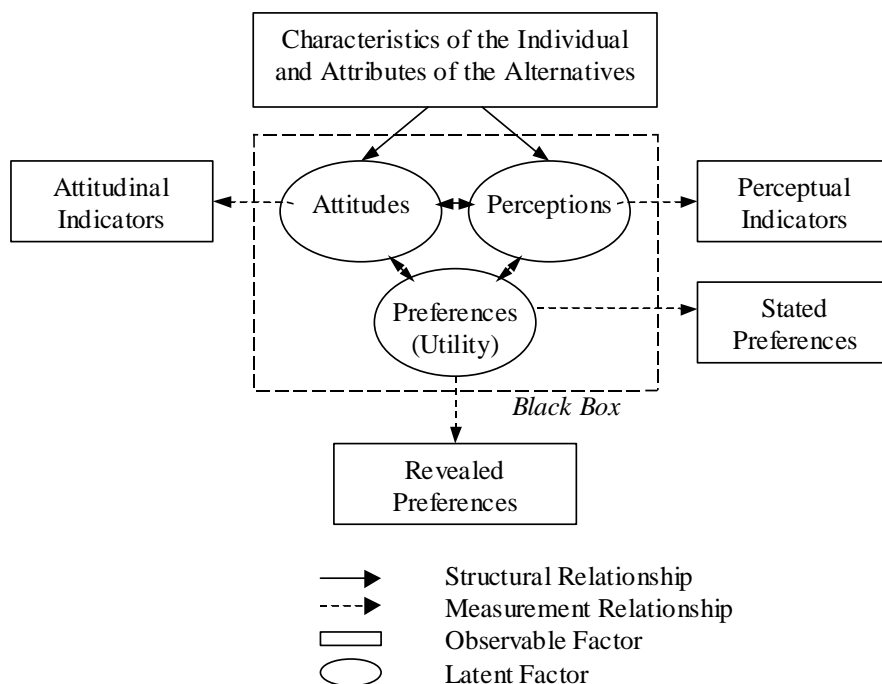 Characteristics of the Individual
and Attributes of the Alternatives
Attitudinal
Indicators
Attitudes
Perceptions
Perceptual
Indicators
Preferences
(Utility)
Stated
Preferences
Black Box
Revealed
Preferences
Structural Relationship
Measurement Relationship
Observable Factor
Latent Factor